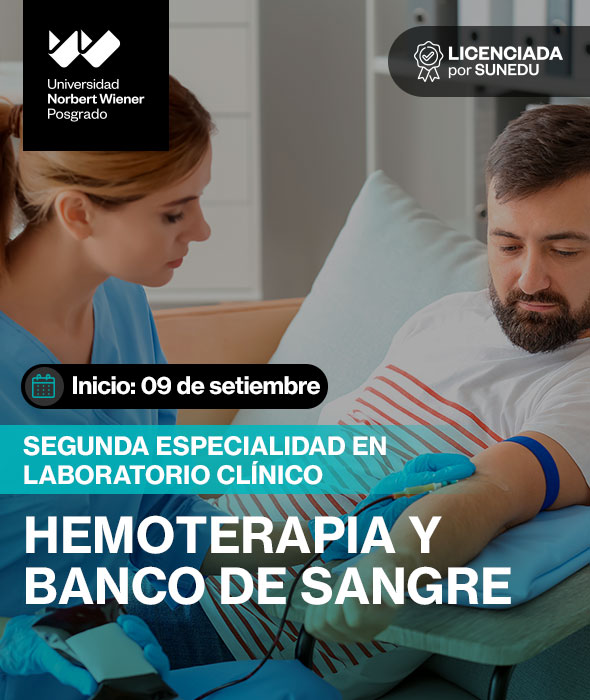 Universidad
Norbert Wiener
Posgrado
LICENCIADA
por SUNEDU
Inicio: 09 de setiembre
SEGUNDA ESPECIALIDAD EN
LABORATORIO CLÍNICO
HEMOTERAPIA Y
BANCO DE SANGRE